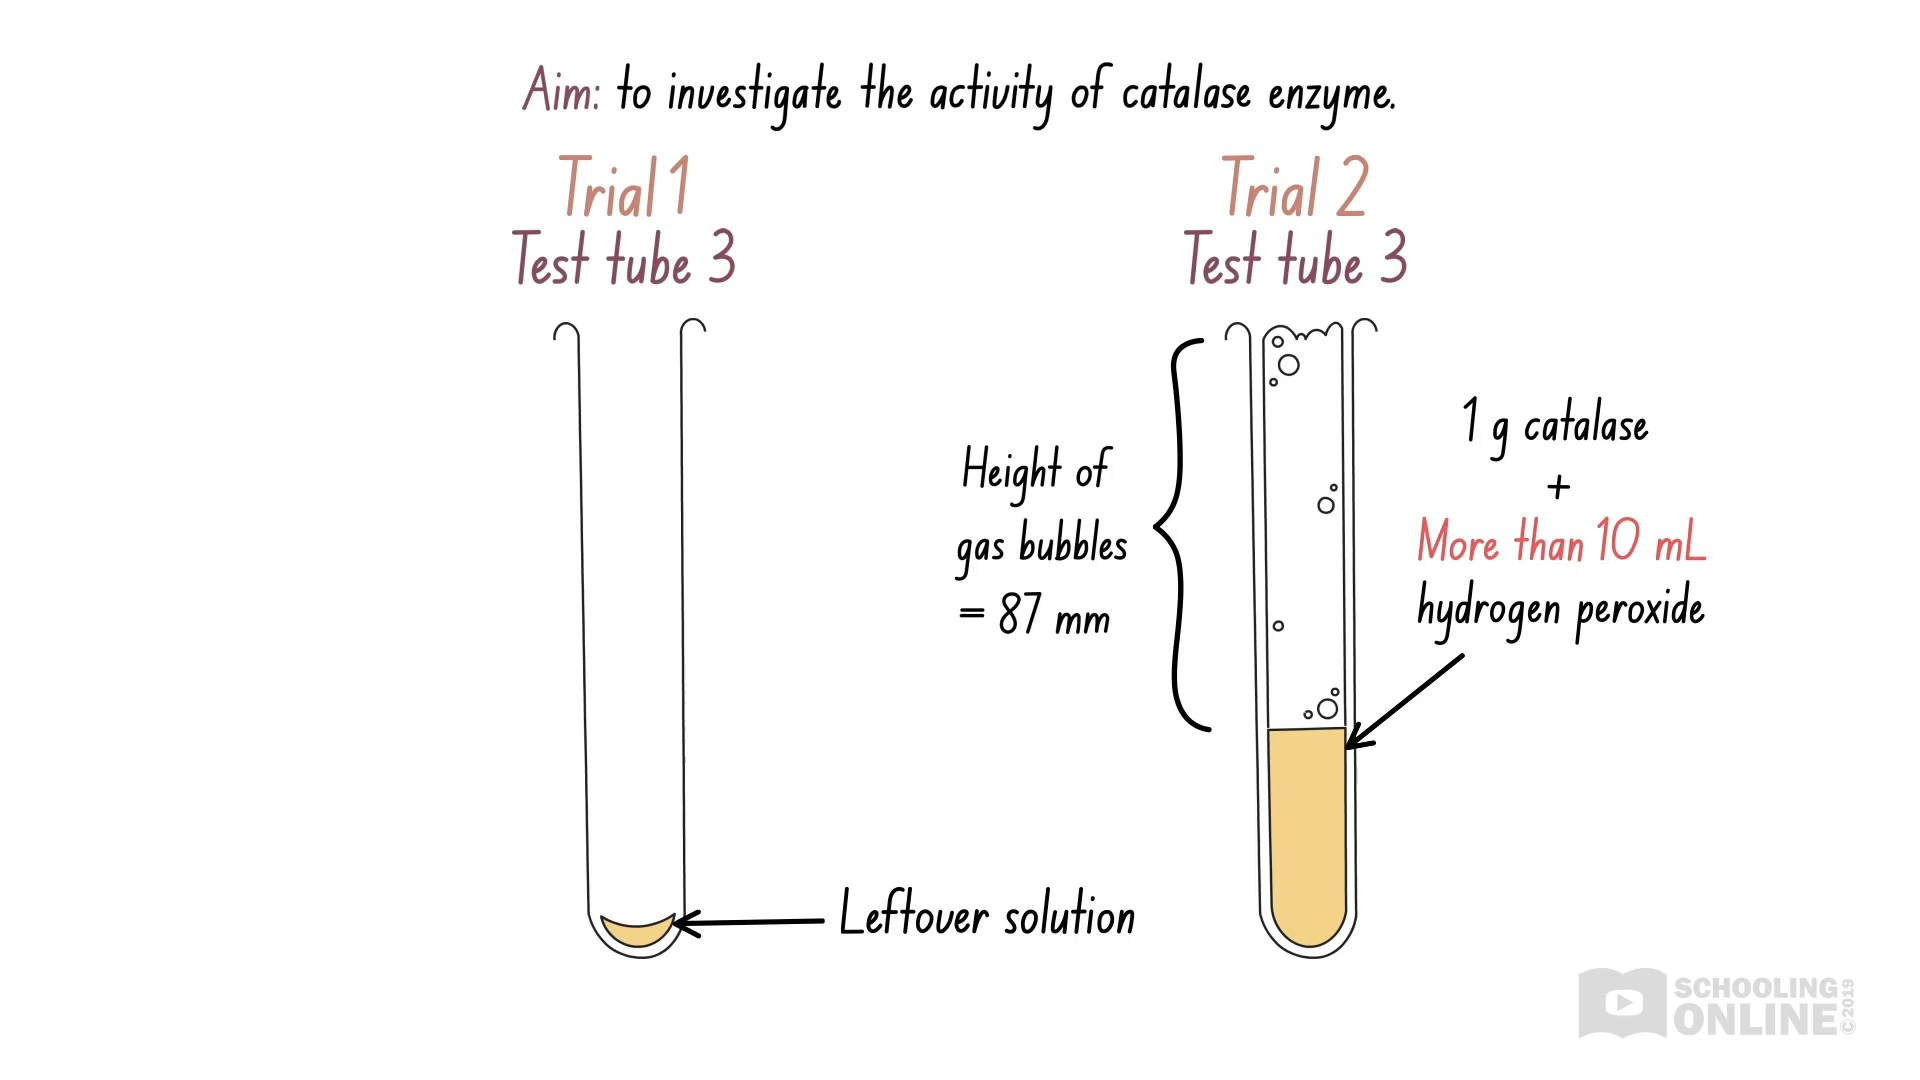 Aim: to investigate the activity of catalase enzyme.
Trial 1
Test tube 3
Trial 2
Test tube 3
Height of
gas bubbles
= 87 mm
1 g catalase
+
More than 10 mL
hydrogen peroxide
Leftover solution
SCHOOLING
ONLINE
©2019